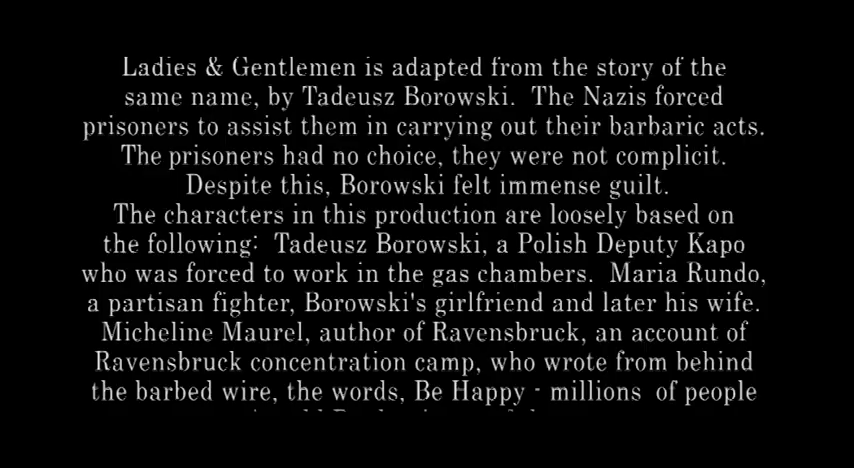 Ladies & Gentlemen is adapted from the story of the
same name, by Tadeusz Borowski.  The Nazis forced
prisoners to assist them in carrying out their barbaric acts.
The prisoners had no choice, they were not complicit.
Despite this, Borowski felt immense guilt.
The characters in this production are loosely based on
the following:  Tadeusz Borowski, a Polish Deputy Kapo
who was forced to work in the gas chambers.  Maria Rundo,
a partisan fighter, Borowski's girlfriend and later his wife.
Micheline Maurel, author of Ravensbruck, an account of
Ravensbruck concentration camp, who wrote from behind
the barbed wire, the words, Be Happy - millions  of people